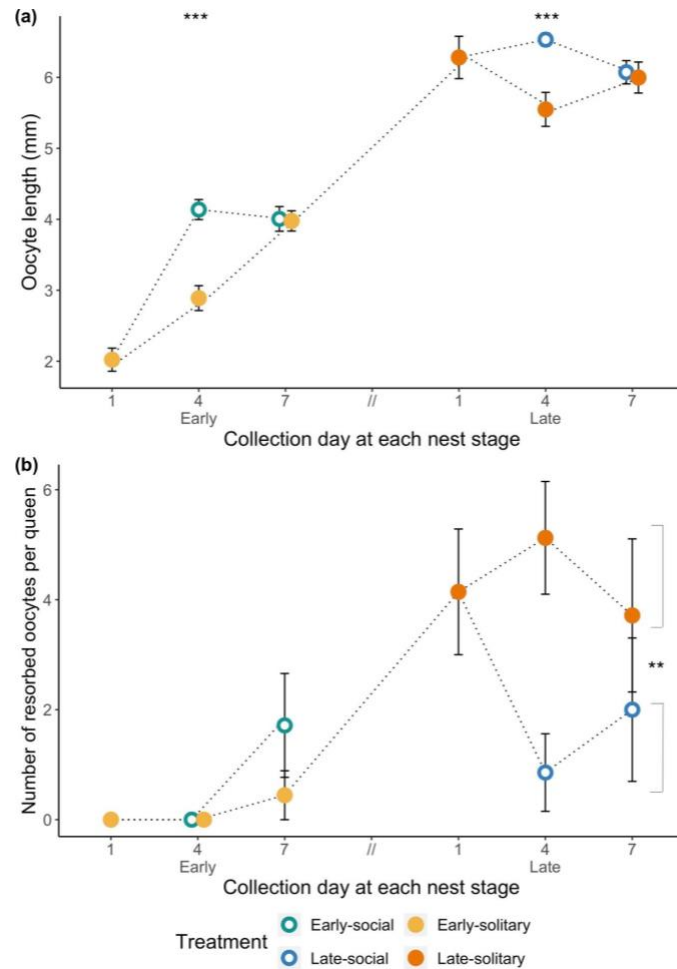 (a)
***
***
Oocyte length (mm)
6
5
4
3
2
1
4
7
//
1
4
7
Early
Late
Collection day at each nest stage
(b)
Number of resorbed oocytes per queen
6
4
2
0
**
1
4
7
//
1
4
7
Early
Late
Collection day at each nest stage
Treatment
Early-social
Early-solitary
Late-social
Late-solitary